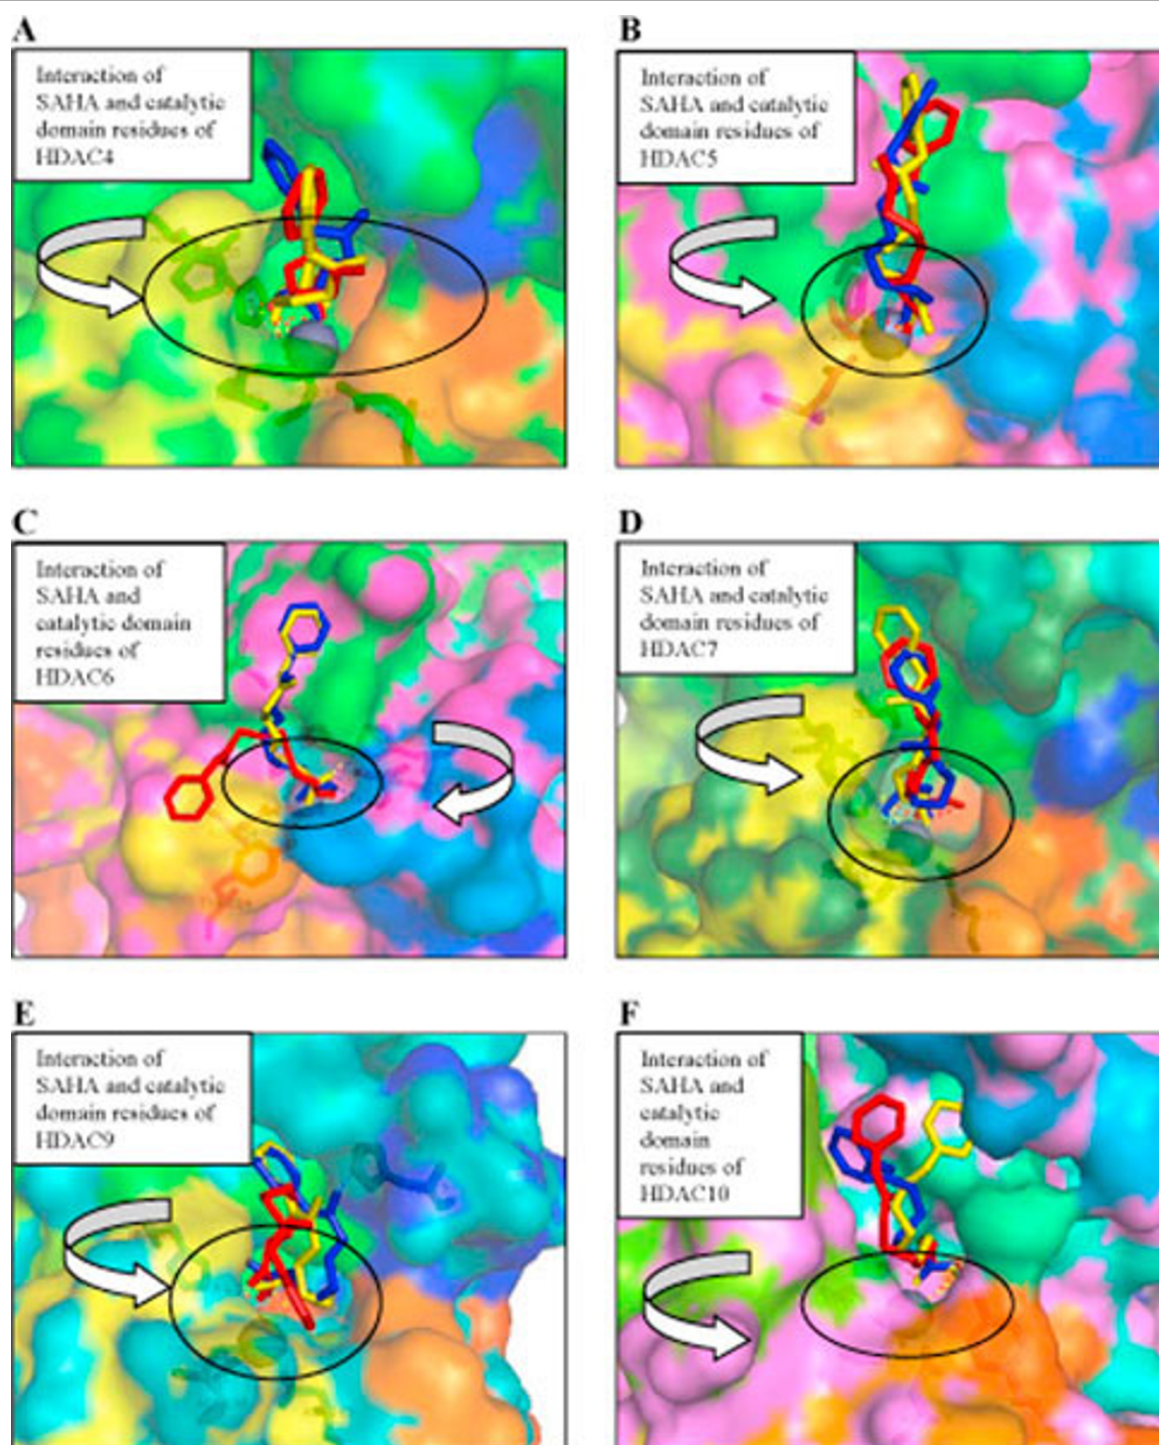 A
Interaction of
SAHA and catalytic
domain residues of
HDAC4
B
Interaction of
SAHA and catalytic
domain residues of
HDAC5
C
Interaction of
SAHA and
catalytic domain
residues of
HDAC6
D
Interaction of
SAHA and catalytic
domain residues of
HDAC7
E
Interaction of
SAHA and catalytic
domain residues of
HDAC9
F
Interaction of
SAHA and
catalytic
domain
residues of
HDAC10